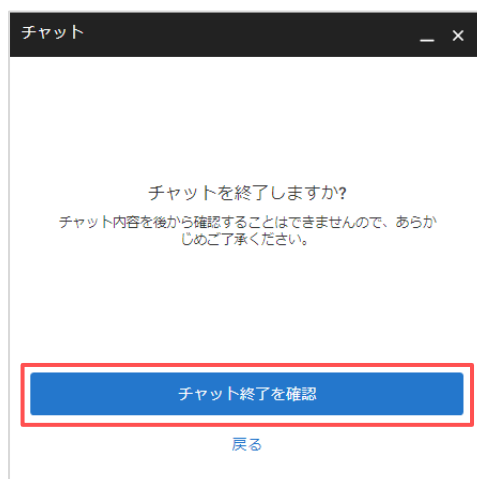 チャット
チャットを終了しますか?
チャット内容を後から確認することはできませんので、あらか
じめご了承ください。
チャット終了を確認
戻る